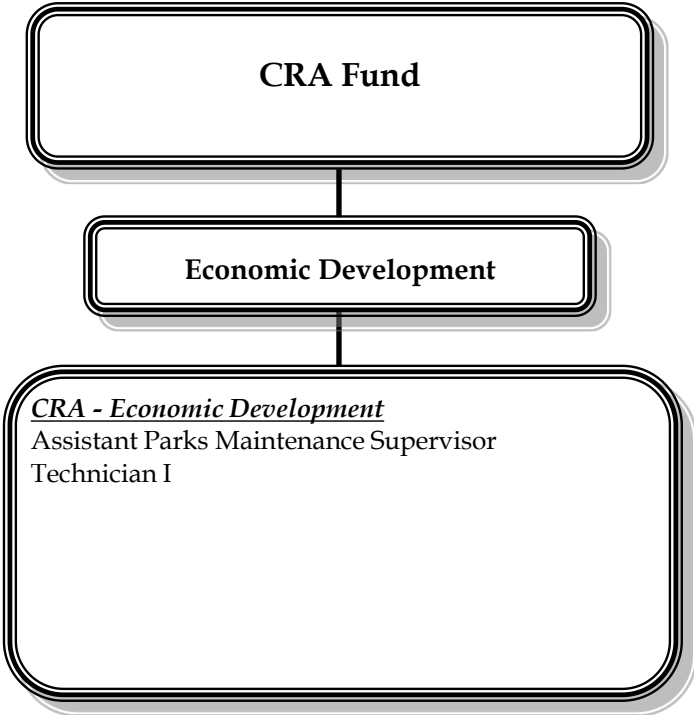 CRA Fund
Economic Development
CRA - Economic Development
Assistant Parks Maintenance Supervisor
Technician I